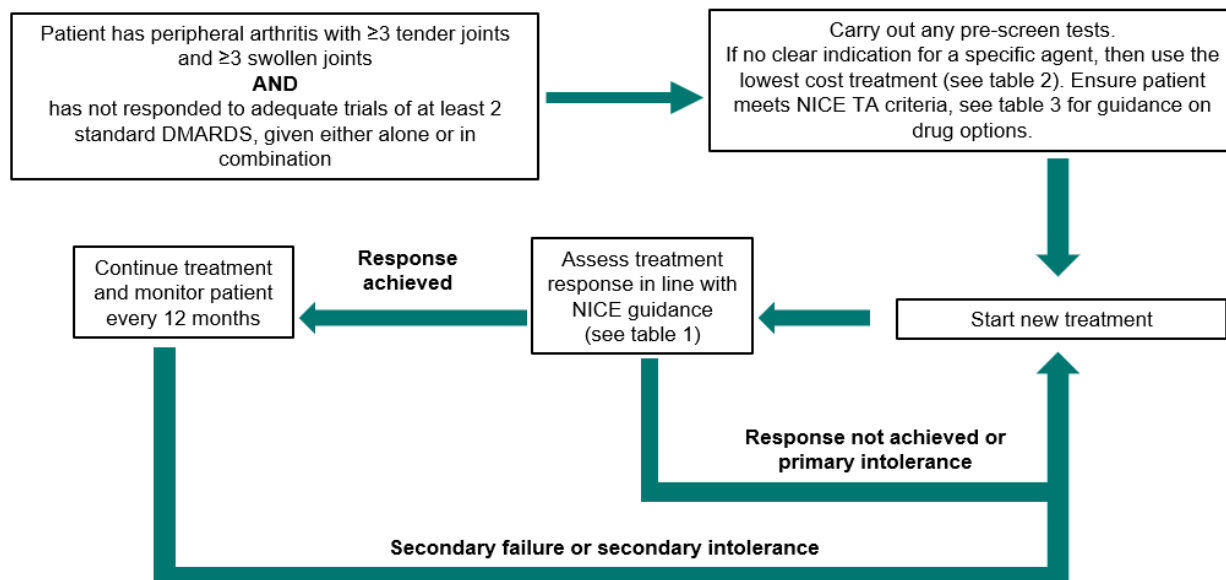 Patient has peripheral arthritis with ≥3 tender joints
and ≥3 swollen joints
AND
has not responded to adequate trials of at least 2
standard DMARDS, given either alone or in
combination
Carry out any pre-screen tests.
If no clear indication for a specific agent, then use the
lowest cost treatment (see table 2). Ensure patient
meets NICE TA criteria, see table 3 for guidance on
drug options.
Continue treatment
and monitor patient
every 12 months
Response
achieved
Assess treatment
response in line with
NICE guidance
(see table 1)
Start new treatment
Response not achieved or
primary intolerance
Secondary failure or secondary intolerance